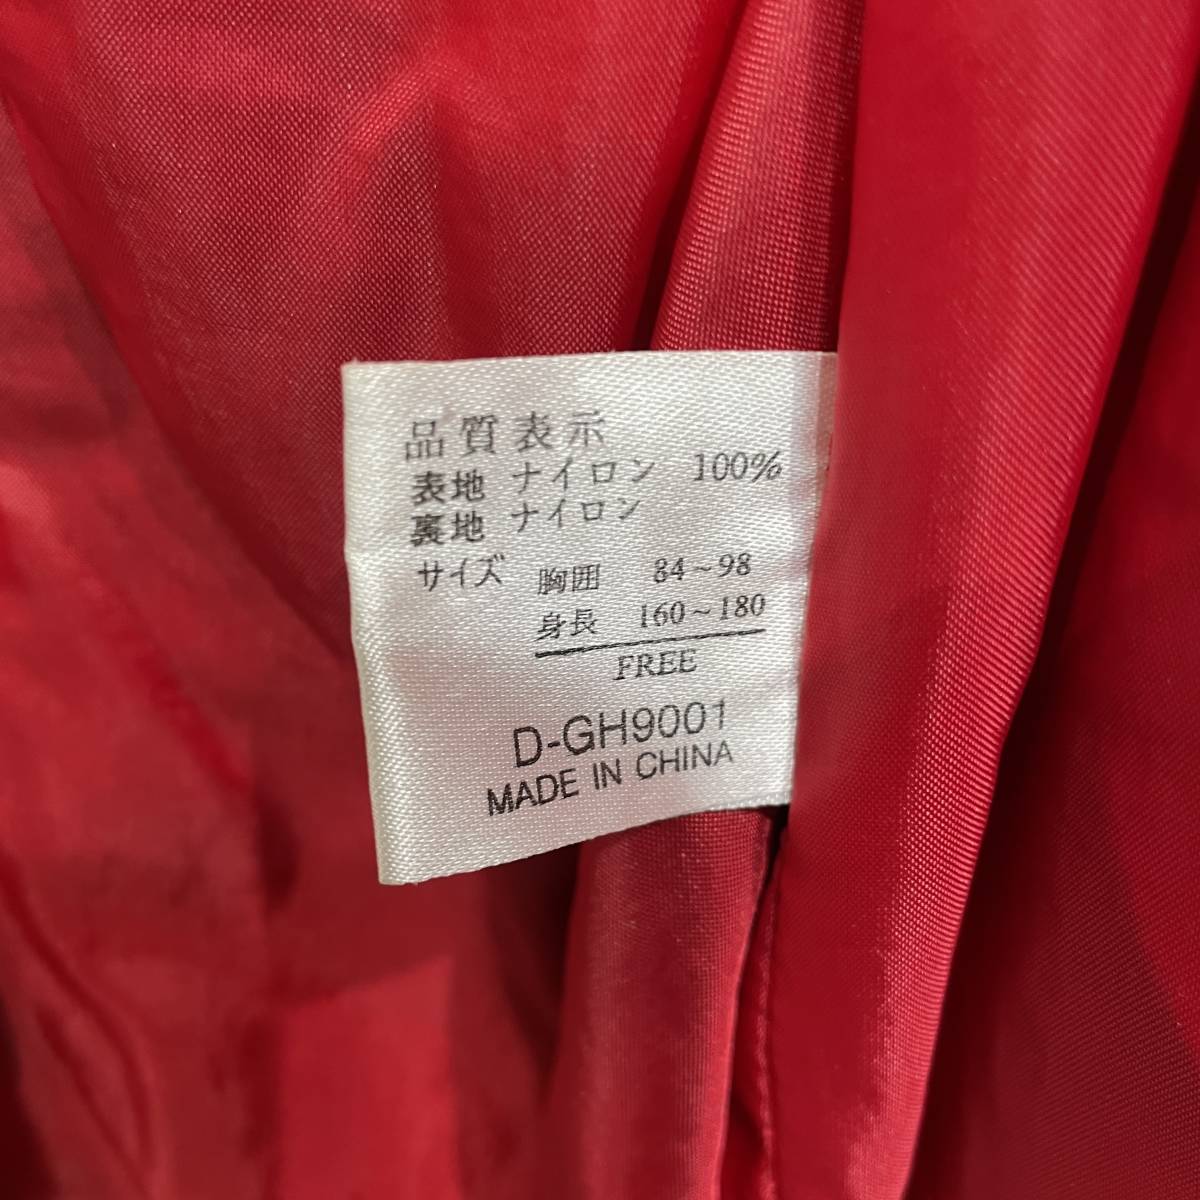 品質表示
表地 ナイロン 100%
裏地 ナイロン
サイズ 胸囲 84~98
身長 160~180
FREE
D-GH9001
MADE IN CHINA